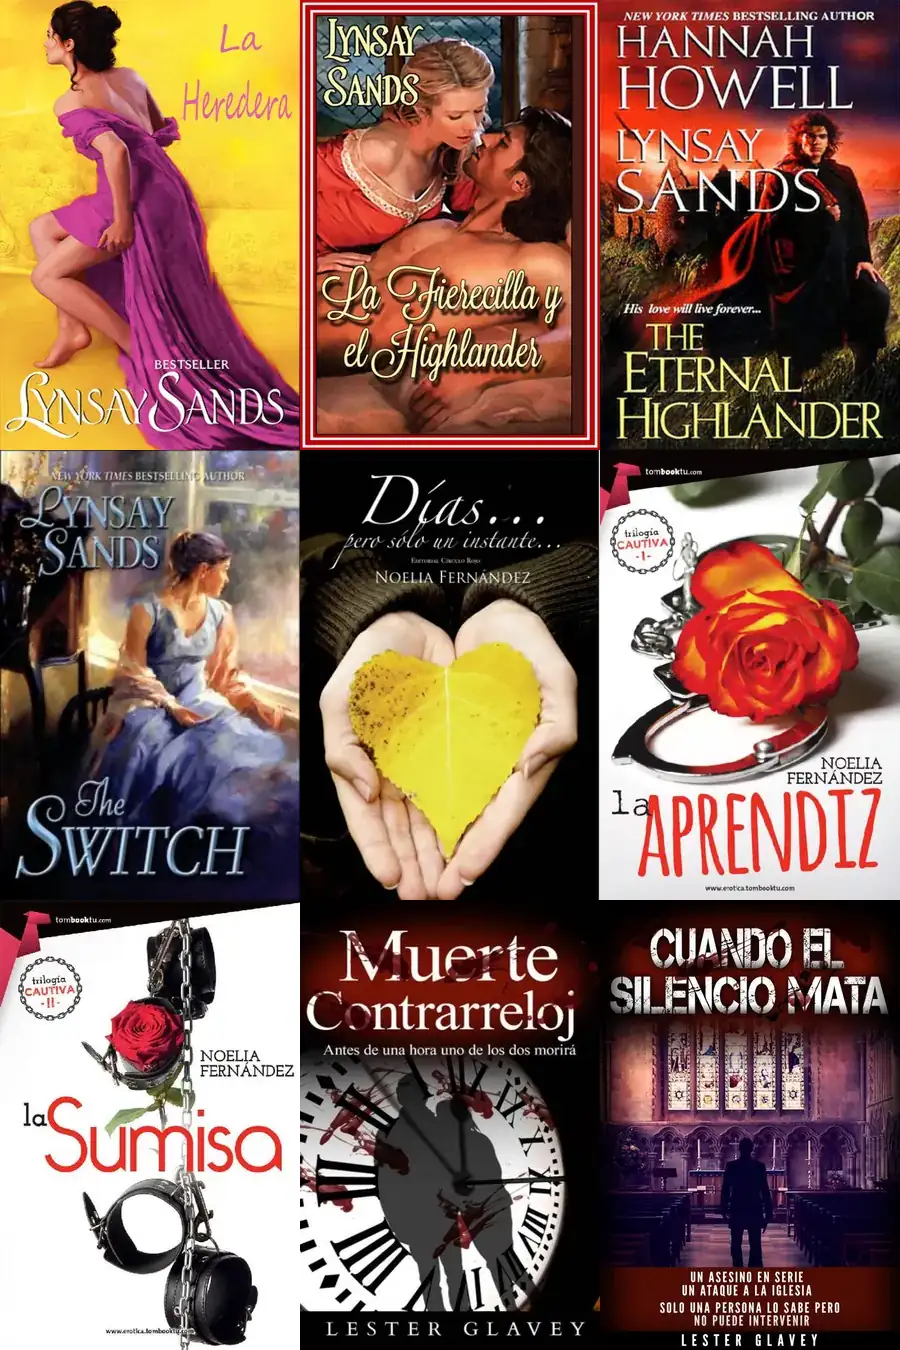 La
Heredera
BESTSELLER
LYNSAY SANDS
LYNSAY
SANDS
La Fierecilla y
el Highlander
NEW YORK TIMES BESTSELLING AUTHOR
HANNAH
HOWELL
LYNSAY
SANDS
His love will live forever...
THE
ETERNAL
HIGHLANDER
NEW YORK TIMES BESTSELLING AUTHOR
LYNSAY
SANDS
The
SWITCH
Días...
pero sólo un instante...
EDITORIAL CÍRCULO ROJO
NOELIA FERNÁNDEZ
tombooktu.com
trilogía
CAUTIVA
-I-
NOELIA
FERNÁNDEZ
la
APRENDIZ
www.erotica.tombooktu.com
tombooktu.com
trilogía
CAUTIVA
-II-
NOELIA
FERNÁNDEZ
la
Sumisa
www.erotica.tombooktu.com
Muerte
Contrarreloj
Antes de una hora uno de los dos morirá
LESTER GLAVEY
CUANDO EL
SILENCIO MATA
UN ASESINO EN SERIE
UN ATAQUE A LA IGLESIA
SOLO UNA PERSONA LO SABE PERO
NO PUEDE INTERVENIR
LESTER GLAVEY